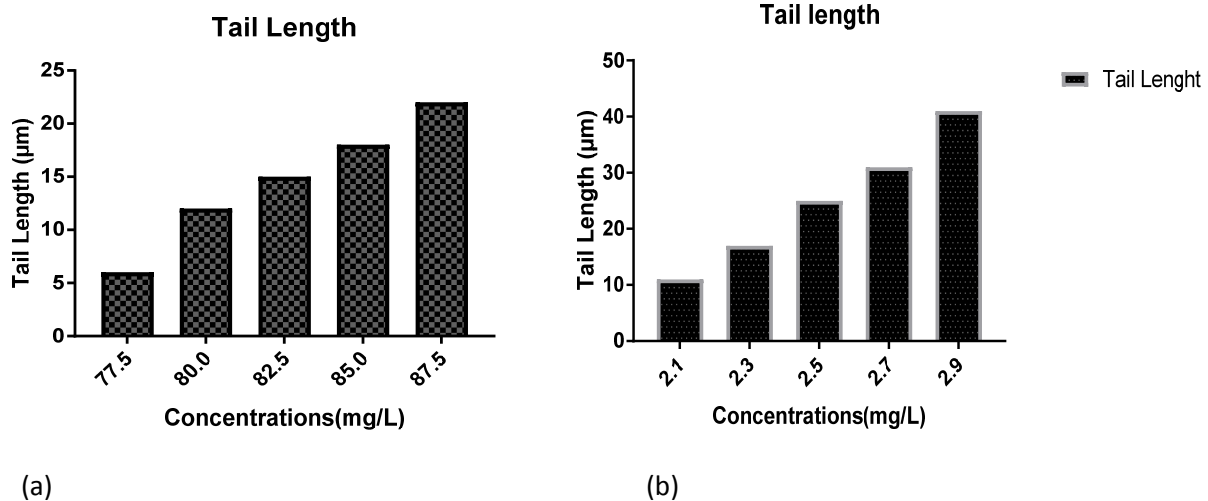 Tail Length
Tail Length (μm)
25
20
15
10
5
0
77.5
80.0
82.5
85.0
87.5
Concentrations(mg/L)
(a)
Tail length
Tail Length (μm)
50
40
30
20
10
0
2.1
2.3
2.5
2.7
2.9
Concentrations(mg/L)
Tail Lenght
(b)